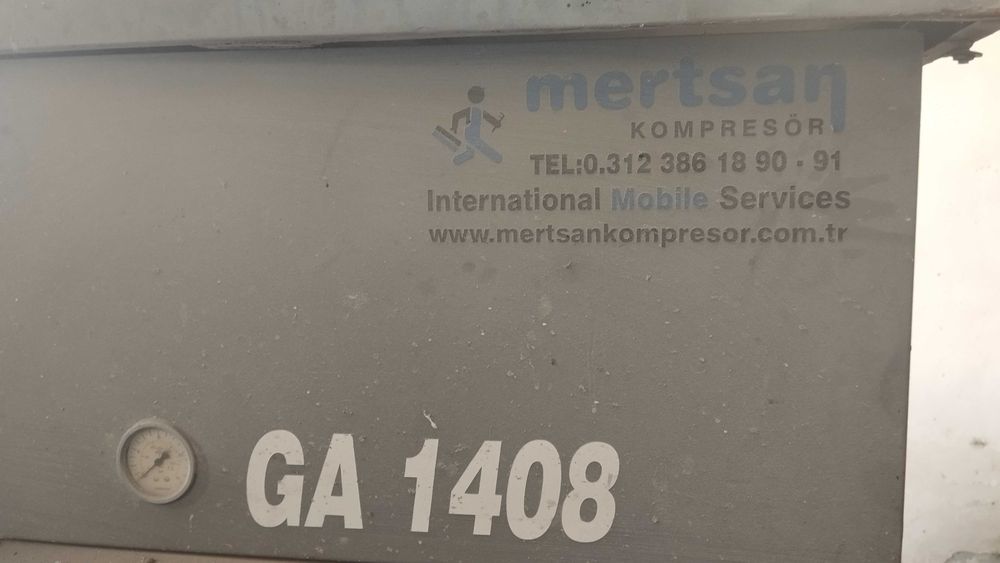 mertsan
KOMPRESÖR
TEL:0.312 386 18 90 - 91
International Mobile Services
www.mertsankompresor.com.tr
GA 1408